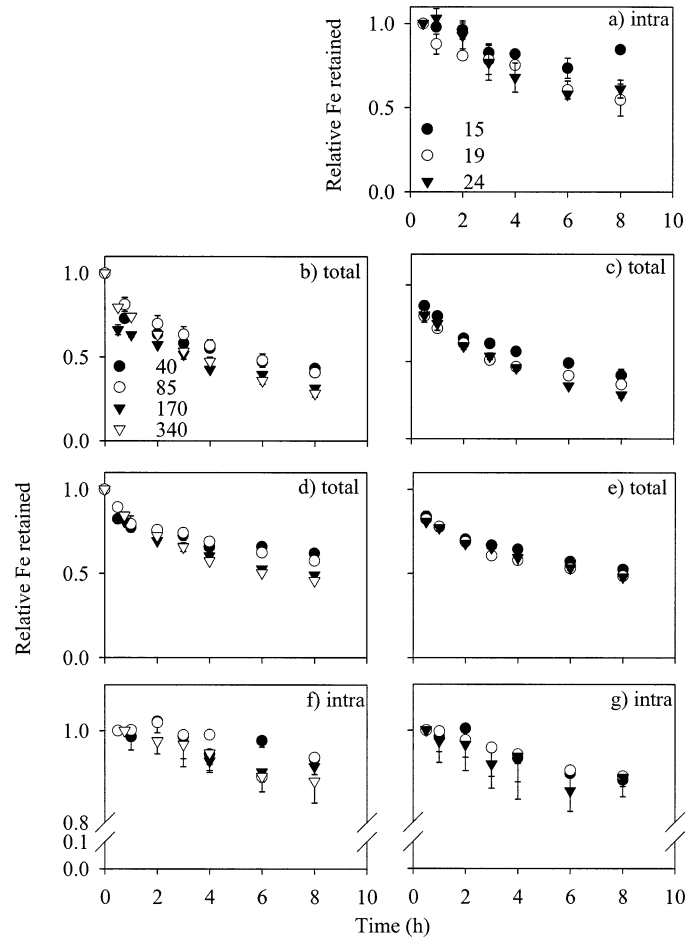 a) intra
1.0
0.5
0.0
Relative Fe retained
15
19
24
0 2 4 6 8 10
b) total
1.0
0.5
0.0
40
85
170
340
c) total
d) total
1.0
0.5
0.0
Relative Fe retained
e) total
f) intra
1.0
0.8
0.1
0.0
0 2 4 6 8 10
g) intra
0 2 4 6 8 10
Time (h)